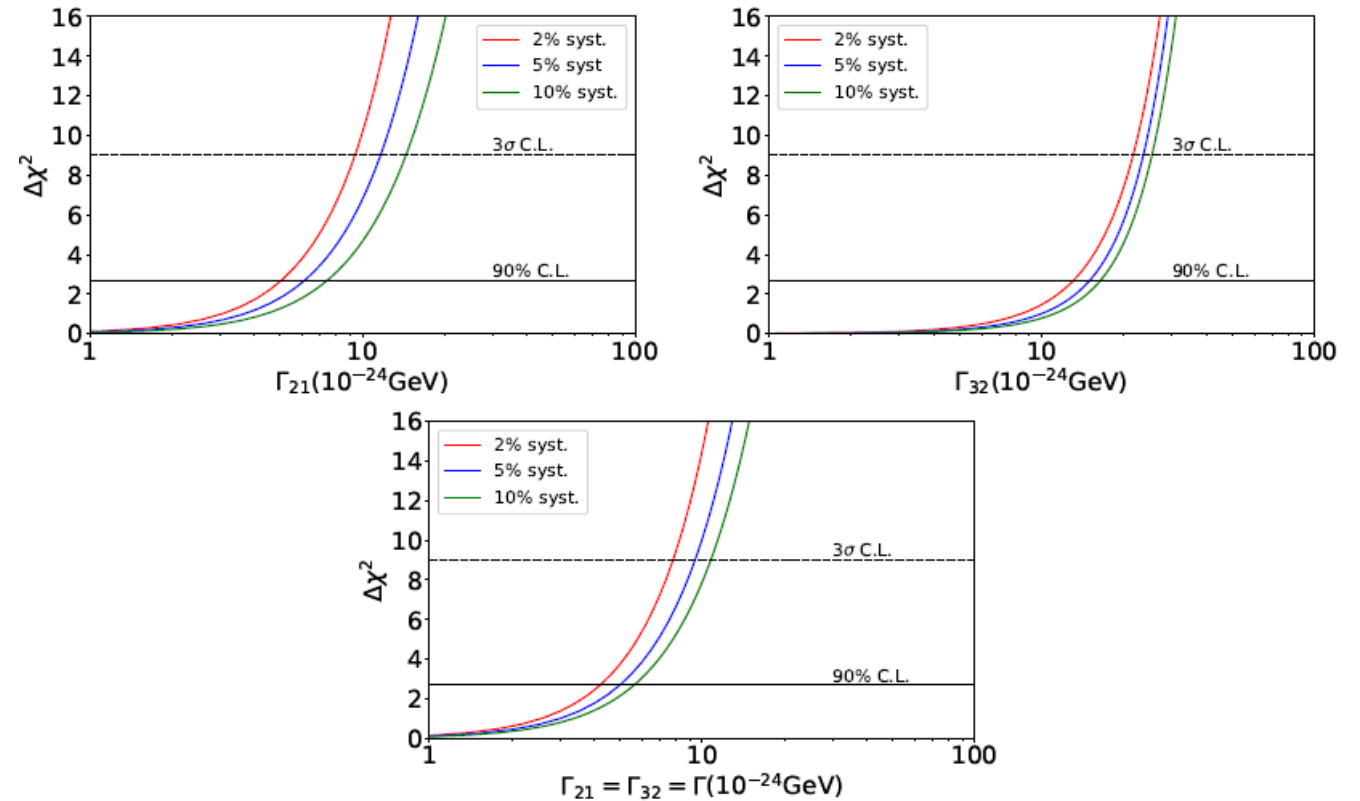 16
14
12
10
8
6
4
2
0
Δχ²
2% syst.
5% syst
10% syst.
3σ C.L.
90% C.L.
1
10
100
Γ₂₁(10⁻²⁴GeV)
16
14
12
10
8
6
4
2
0
Δχ²
2% syst.
5% syst.
10% syst.
3σ C.L.
90% C.L.
1
10
100
Γ₃₂(10⁻²⁴GeV)
16
14
12
10
8
6
4
2
0
Δχ²
2% syst.
5% syst.
10% syst.
3σ C.L.
90% C.L.
1
10
100
Γ₂₁ = Γ₃₂ = Γ(10⁻²⁴GeV)